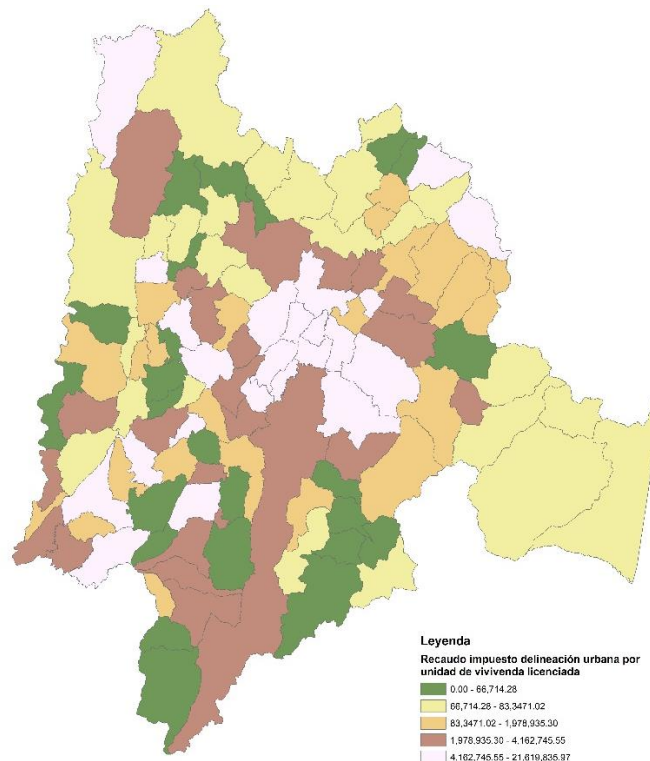 Leyenda
Recaudo impuesto delineación urbana por
unidad de vivivenda licenciada
0.00 - 66,714.28
66,714.28 - 83,3471.02
83,3471.02 - 1,978,935.30
1,978,935.30 - 4,162,745.55
4,162,745.55 - 21,619,835.97